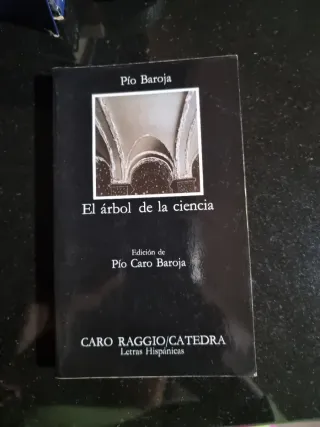 Pío Baroja
El árbol de la ciencia
Edición de
Pío Caro Baroja
CARO RAGGIO/CATEDRA
Letras Hispánicas